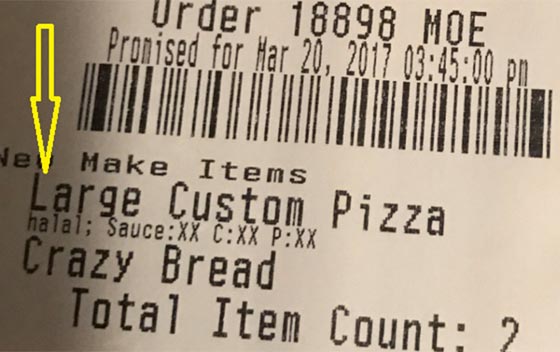 Order 18898 MOE
Promised for Mar 20, 2017 03:45:00 pm
New Make Items
Large Custom Pizza
halal; Sauce:XX C:XX P:XX
Crazy Bread
Total Item Count: 2